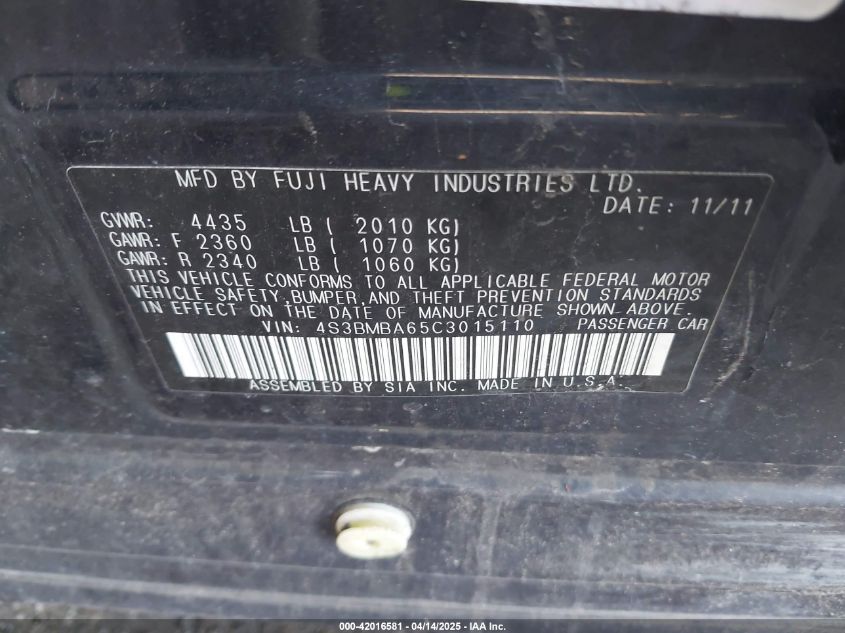 MFD BY FUJI HEAVY INDUSTRIES LTD.
DATE: 11/11
GVWR: 4435 LB ( 2010 KG)
GAWR: F 2360 LB ( 1070 KG)
GAWR: R 2340 LB ( 1060 KG)
THIS VEHICLE CONFORMS TO ALL APPLICABLE FEDERAL MOTOR
VEHICLE SAFETY,BUMPER,AND THEFT PREVENTION STANDARDS
IN EFFECT ON THE DATE OF MANUFACTURE SHOWN ABOVE.
VIN: 4S3BMBA65C3015110 PASSENGER CAR
ASSEMBLED BY SIA INC. MADE IN U.S.A.
000-42016581 | 04/14/2025 - IAA Inc.